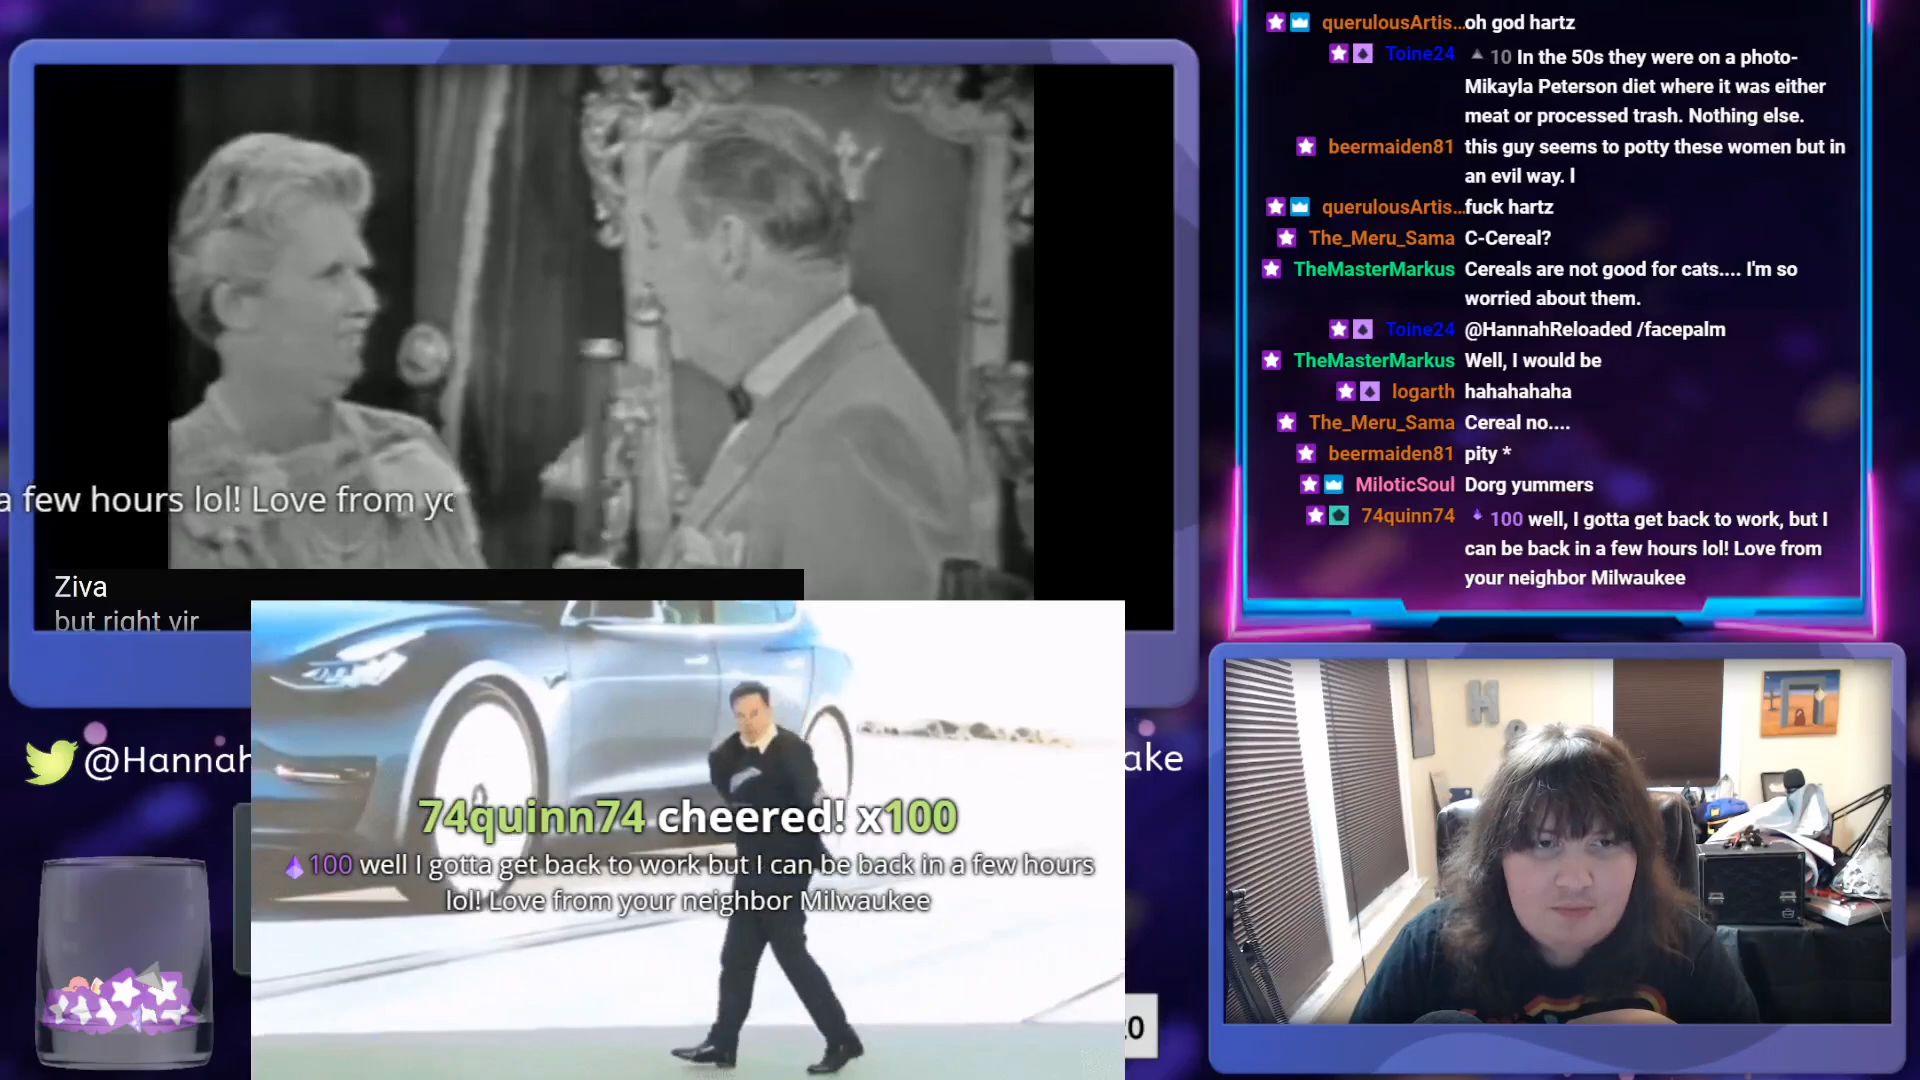 a few hours lol! Love from yo
Ziva
but right vir
@Hannah
ake
74quinn74 cheered! x100
100 well I gotta get back to work but I can be back in a few hours
lol! Love from your neighbor Milwaukee
20
querulousArtis... oh god hartz
Toine24 10 In the 50s they were on a photo-
Mikayla Peterson diet where it was either
meat or processed trash. Nothing else.
beermaiden81 this guy seems to potty these women but in
an evil way. I
querulousArtis... fuck hartz
The_Meru_Sama C-Cereal?
TheMasterMarkus Cereals are not good for cats.... I'm so
worried about them.
Toine24 @HannahReloaded /facepalm
TheMasterMarkus Well, I would be
logarth hahahahaha
The_Meru_Sama Cereal no....
beermaiden81 pity *
MiloticSoul Dorg yummers
74quinn74 100 well, I gotta get back to work, but I
can be back in a few hours lol! Love from
your neighbor Milwaukee
H